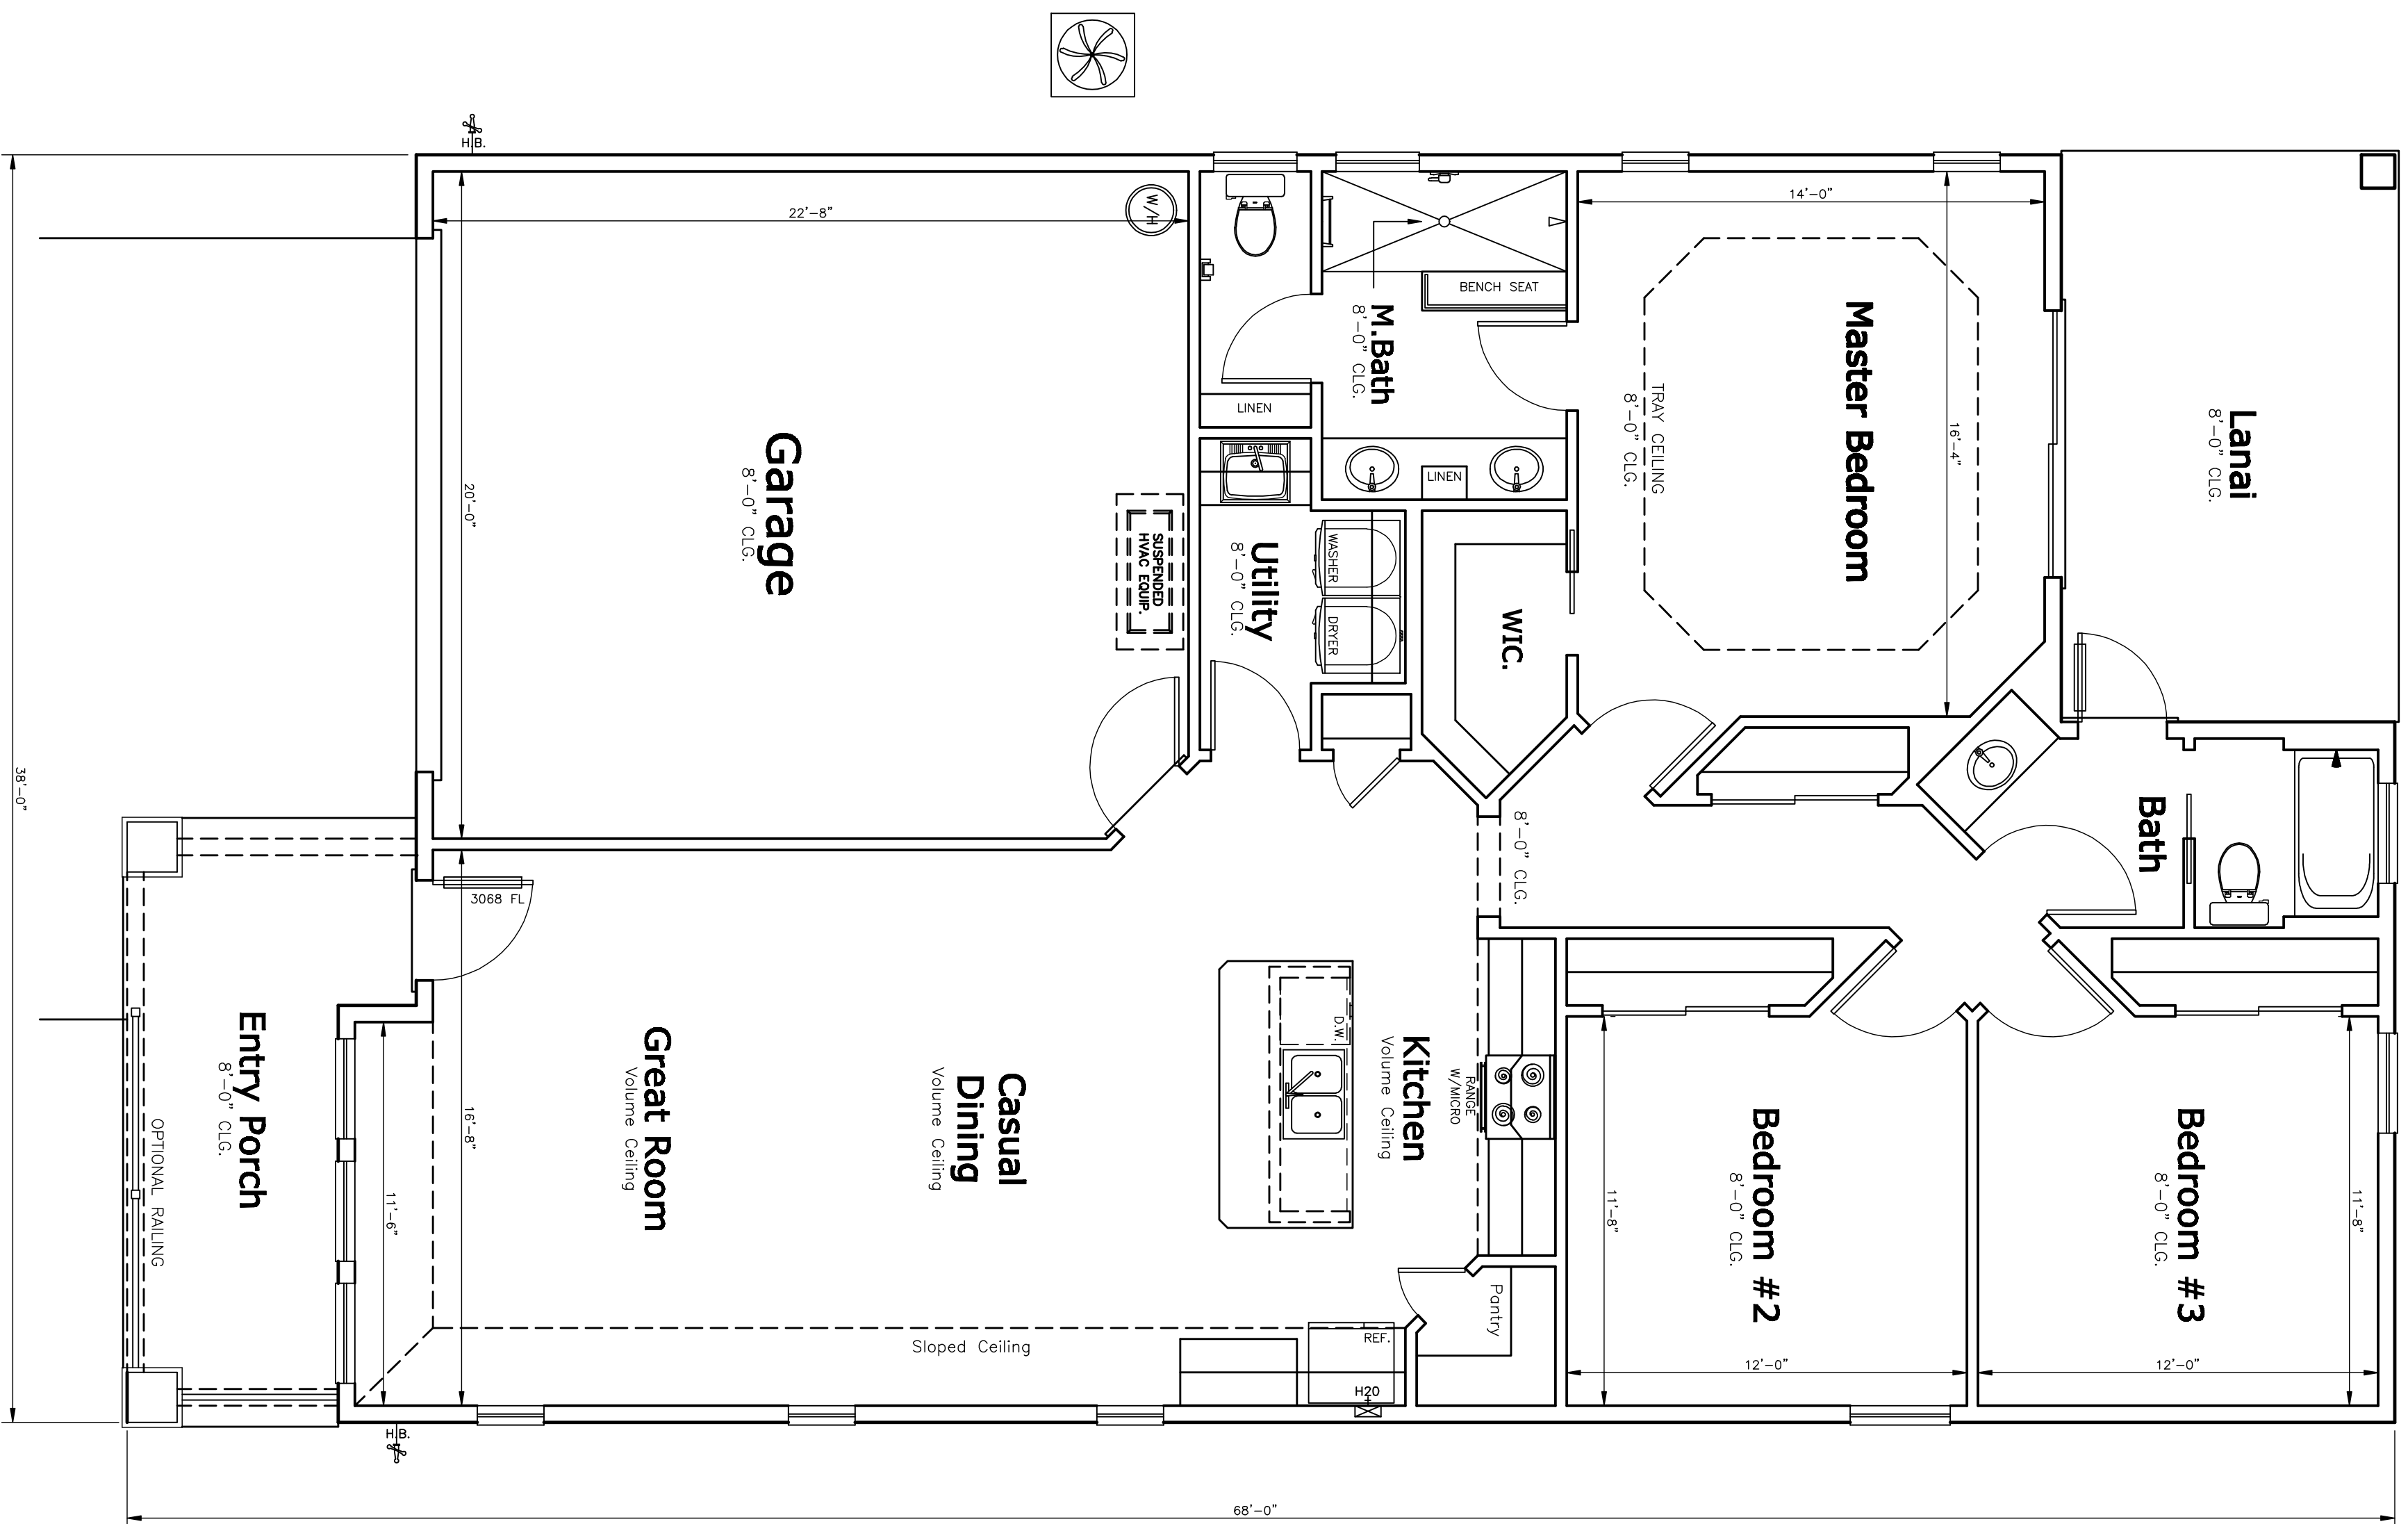 Lanai
8'-0" CLG.
14'-0"
16'-4"
Master Bedroom
TRAY CEILING
8'-0" CLG.
BENCH SEAT
M.Bath
8'-0" CLG.
LINEN
LINEN
WIC.
WASHER
DRYER
Utility
8'-0" CLG.
W/H
22'-8"
SUSPENDED
HVAC EQUIP.
Garage
8'-0" CLG.
20'-0"
H.B.
38'-0"
Bath
8'-0" CLG.
Bedroom #3
8'-0" CLG.
11'-8"
12'-0"
Bedroom #2
8'-0" CLG.
11'-8"
12'-0"
Pantry
RANGE
W/MICRO
Kitchen
Volume Ceiling
D.W.
REF.
H20
Casual
Dining
Volume Ceiling
Sloped Ceiling
Great Room
Volume Ceiling
3068 FL
16'-8"
11'-6"
Entry Porch
8'-0" CLG.
OPTIONAL RAILING
H.B.
68'-0"